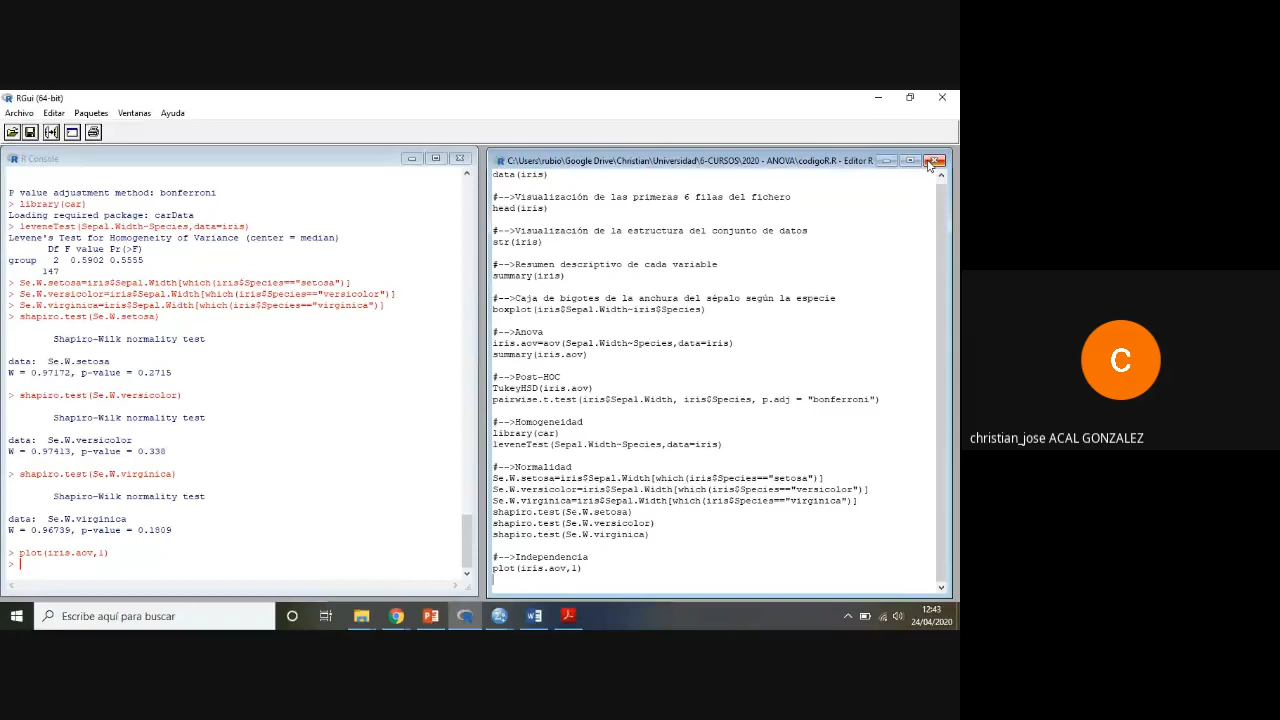 RGui (64-bit)
Archivo Editar Paquetes Ventanas Ayuda
R Console
P value adjustment method: bonferroni
> library(car)
Loading required package: carData
> leveneTest(Sepal.Width~Species,data=iris)
Levene's Test for Homogeneity of Variance (center = median)
Df F value Pr(>F)
group 2 0.5902 0.5555
147
> Se.W.setosa=iris$Sepal.Width[which(iris$Species=="setosa")]
> Se.W.versicolor=iris$Sepal.Width[which(iris$Species=="versicolor")]
> Se.W.virginica=iris$Sepal.Width[which(iris$Species=="virginica")]
> shapiro.test(Se.W.setosa)
Shapiro-Wilk normality test
data: Se.W.setosa
W = 0.97172, p-value = 0.2715
> shapiro.test(Se.W.versicolor)
Shapiro-Wilk normality test
data: Se.W.versicolor
W = 0.97413, p-value = 0.338
> shapiro.test(Se.W.virginica)
Shapiro-Wilk normality test
data: Se.W.virginica
W = 0.96739, p-value = 0.1809
> plot(iris.aov,1)
>
C:\Users\rubio\Google Drive\Christian\Universidad\6-CURSOS\2020 - ANOVA\codigoR.R - Editor R
data(iris)
#-->Visualización de las primeras 6 filas del fichero
head(iris)
#-->Visualización de la estructura del conjunto de datos
str(iris)
#-->Resumen descriptivo de cada variable
summary(iris)
#-->Caja de bigotes de la anchura del sépalo según la especie
boxplot(iris$Sepal.Width~iris$Species)
#-->Anova
iris.aov=aov(Sepal.Width~Species,data=iris)
summary(iris.aov)
#-->Post-HOC
TukeyHSD(iris.aov)
pairwise.t.test(iris$Sepal.Width, iris$Species, p.adj = "bonferroni")
#-->Homogeneidad
library(car)
leveneTest(Sepal.Width~Species,data=iris)
#-->Normalidad
Se.W.setosa=iris$Sepal.Width[which(iris$Species=="setosa")]
Se.W.versicolor=iris$Sepal.Width[which(iris$Species=="versicolor")]
Se.W.virginica=iris$Sepal.Width[which(iris$Species=="virginica")]
shapiro.test(Se.W.setosa)
shapiro.test(Se.W.versicolor)
shapiro.test(Se.W.virginica)
#-->Independencia
plot(iris.aov,1)
C
christian_jose ACAL GONZALEZ
Escribe aquí para buscar
12:43
24/04/2020